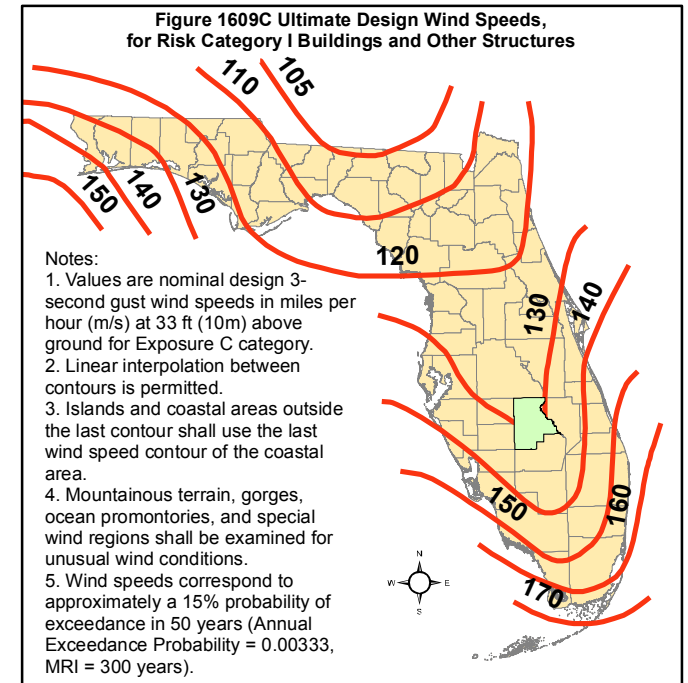 Figure 1609C Ultimate Design Wind Speeds,
for Risk Category I Buildings and Other Structures
105
110
150
140
130
120
130
140
150
160
170
Notes:
1. Values are nominal design 3-
second gust wind speeds in miles per
hour (m/s) at 33 ft (10m) above
ground for Exposure C category.
2. Linear interpolation between
contours is permitted.
3. Islands and coastal areas outside
the last contour shall use the last
wind speed contour of the coastal
area.
4. Mountainous terrain, gorges,
ocean promontories, and special
wind regions shall be examined for
unusual wind conditions.
5. Wind speeds correspond to
approximately a 15% probability of
exceedance in 50 years (Annual
Exceedance Probability = 0.00333,
MRI = 300 years).
N
W
E
S